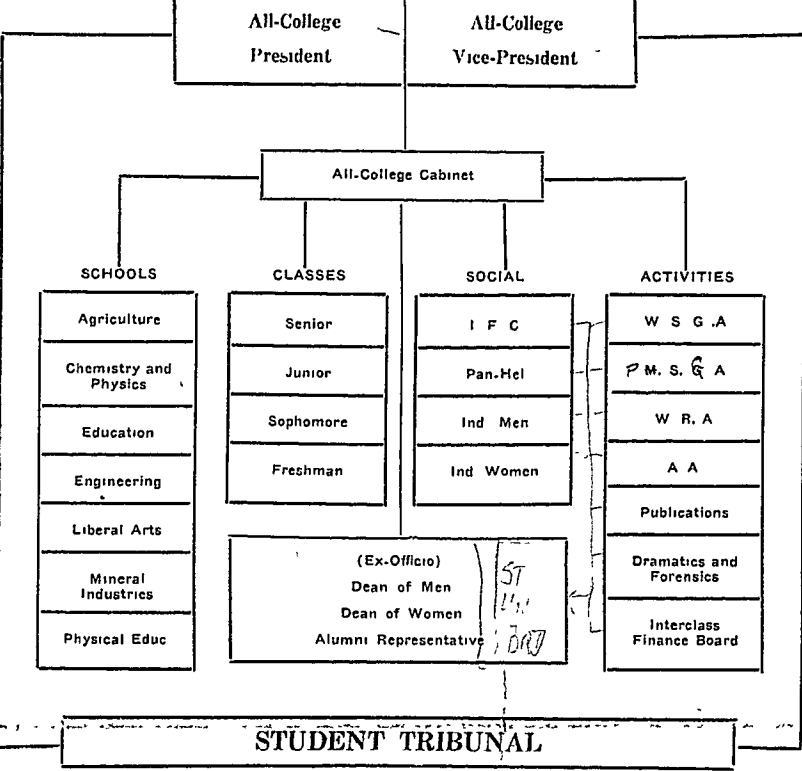 All-College
President
All-College
Vice-President
All-College Cabinet
SCHOOLS
Agriculture
Chemistry and
Physics
Education
Engineering
Liberal Arts
Mineral
Industries
Physical Educ
CLASSES
Senior
Junior
Sophomore
Freshman
SOCIAL
I F C
Pan-Hel
Ind Men
Ind Women
ACTIVITIES
W S G.A
P M. S. G A
W R. A
A A
Publications
Dramatics and
Forensics
Interclass
Finance Board
(Ex-Officio)
Dean of Men
Dean of Women
Alumni Representative
ST
STUDENT TRIBUNAL